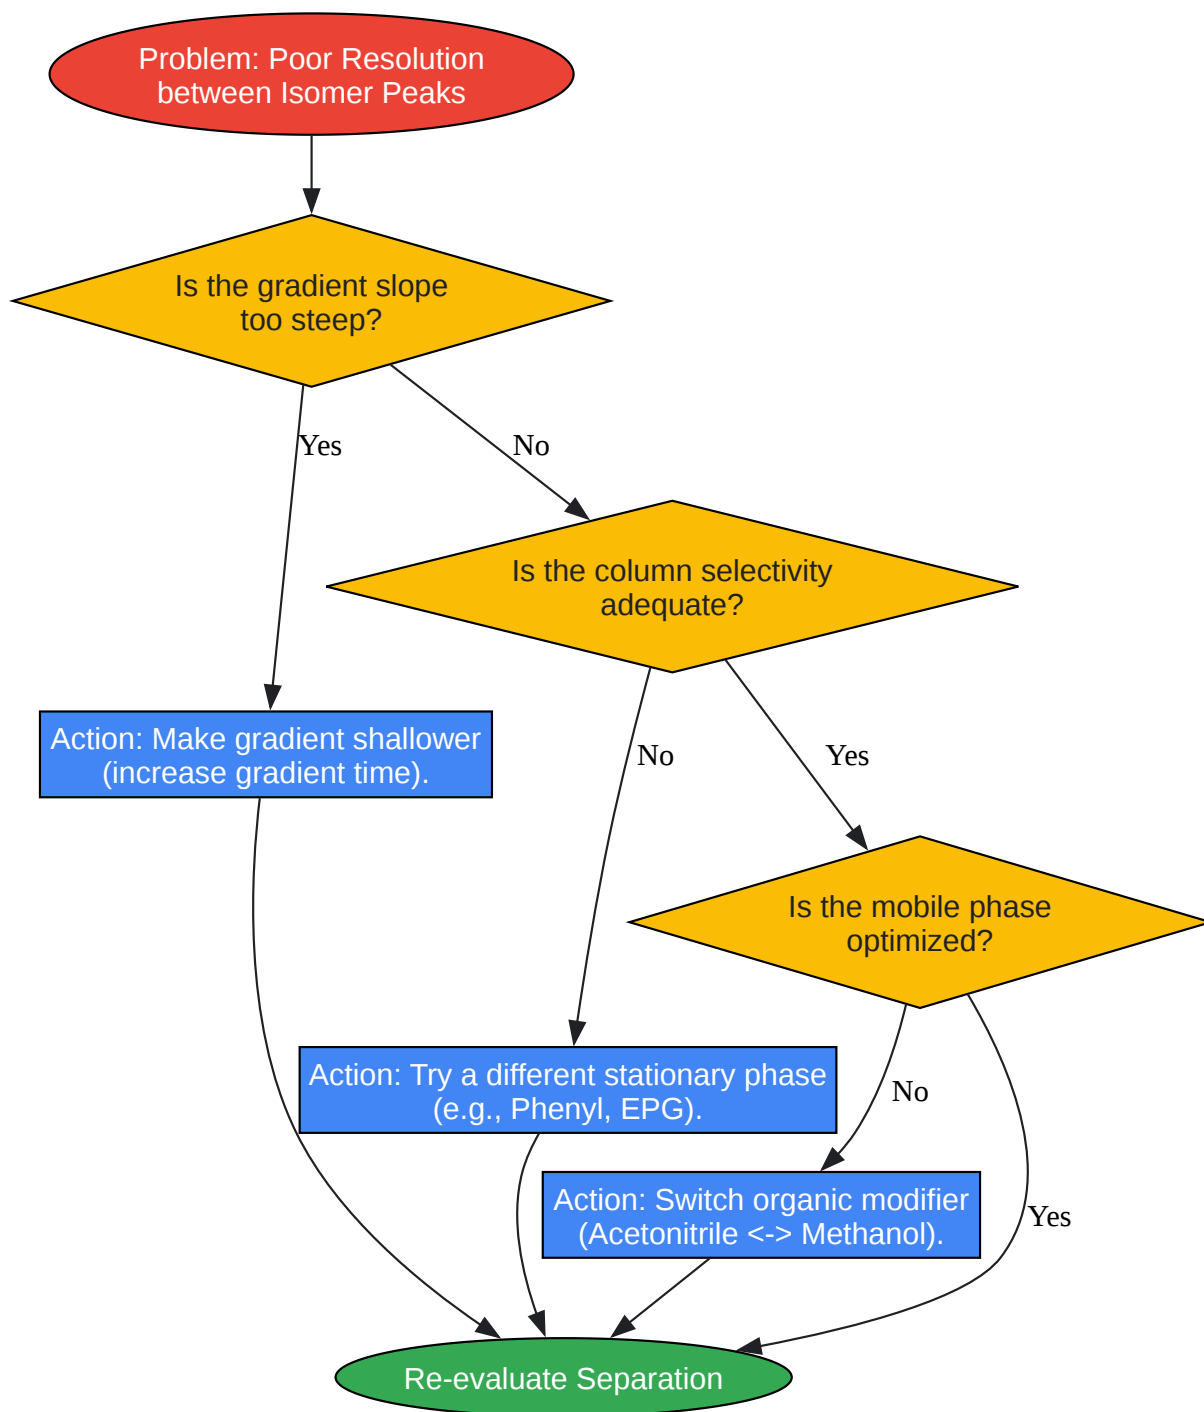 Problem: Poor Resolution
between Isomer Peaks
Is the gradient slope
too steep?
Yes
No
Is the column selectivity
adequate?
Action: Make gradient shallower
(increase gradient time).
No
Yes
Is the mobile phase
optimized?
Action: Try a different stationary phase
(e.g., Phenyl, EPG).
No
Action: Switch organic modifier
(Acetonitrile <-> Methanol).
Yes
Re-evaluate Separation